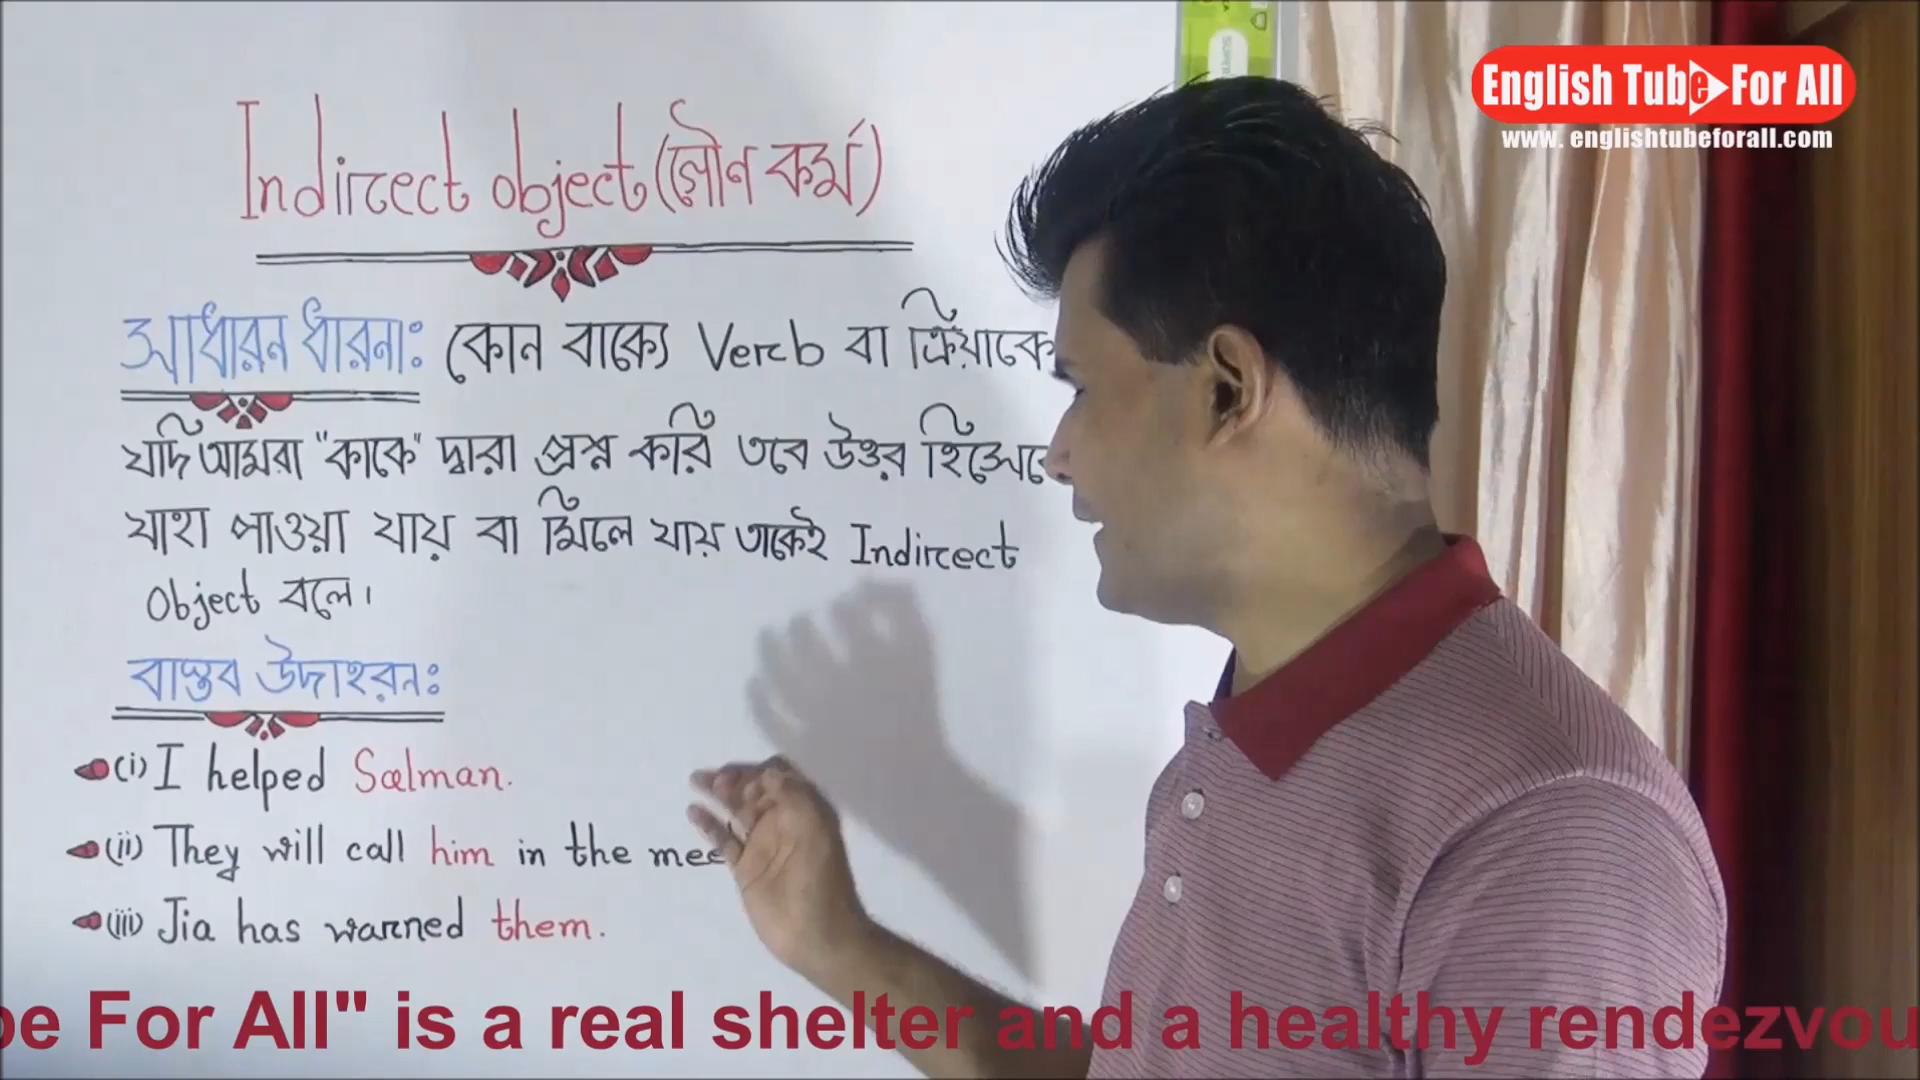 English Tube For All
www. englishtubeforall.com
Indirect object (গৌণ কর্ম)
সাধারন ধারনাঃ কোন বাক্যে Verb বা ক্রিয়াকে
যদি আমরা "কাকে" দ্বারা প্রশ্ন করি তবে উত্তর হিসেবে
যাহা পাওয়া যায় বা মিলে যায় তাকেই Indirect
Object বলে।
বাস্তব উদাহরনঃ
(i) I helped Salman.
(ii) They will call him in the mee
(iii) Jia has warned them.
be For All" is a real shelter and a healthy rendezvou